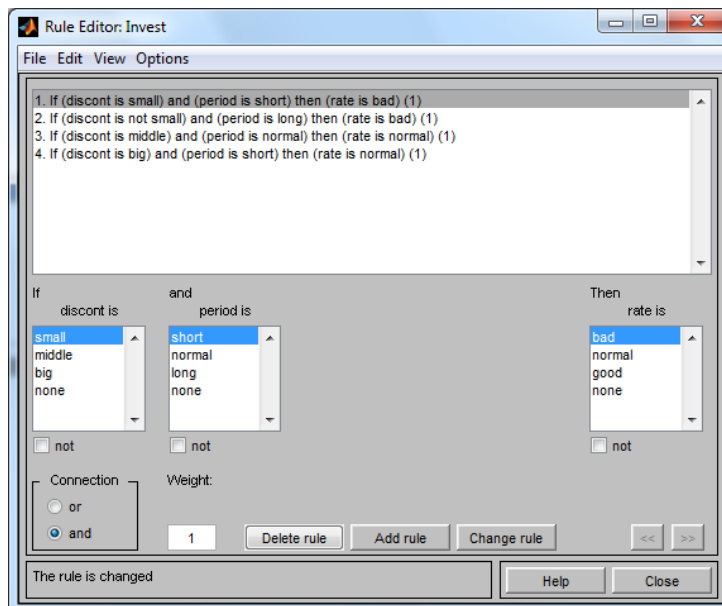 Rule Editor: Invest
File Edit View Options
1. If (discont is small) and (period is short) then (rate is bad) (1)
2. If (discont is not small) and (period is long) then (rate is bad) (1)
3. If (discont is middle) and (period is normal) then (rate is normal) (1)
4. If (discont is big) and (period is short) then (rate is normal) (1)
If and Then
discont is period is rate is
small short bad
middle normal normal
big long good
none none none
not not not
Connection Weight:
or
and 1 Delete rule Add rule Change rule << >>
The rule is changed Help Close